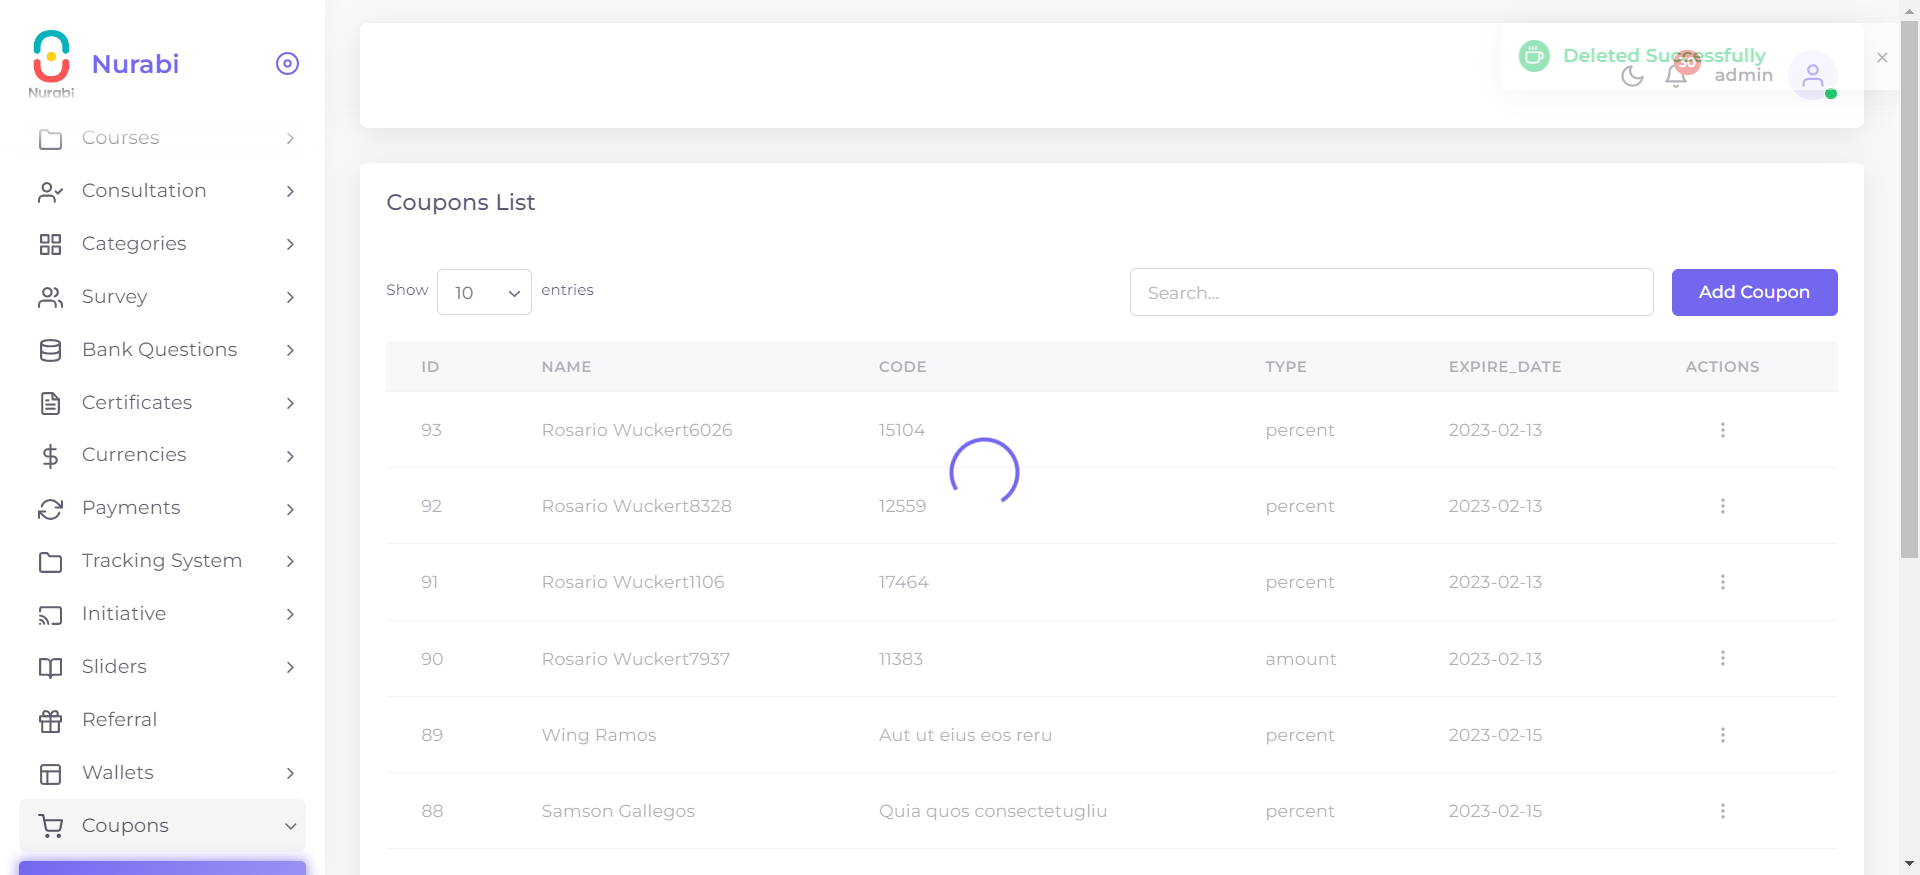 Nurabi
Nurabi
Courses
Consultation
Categories
Survey
Bank Questions
Certificates
Currencies
Payments
Tracking System
Initiative
Sliders
Referral
Wallets
Coupons
Deleted Successfully
30
admin
Coupons List
Show 10 entries
Search...
Add Coupon
ID NAME CODE TYPE EXPIRE_DATE ACTIONS
93 Rosario Wuckert6026 15104 percent 2023-02-13
92 Rosario Wuckert8328 12559 percent 2023-02-13
91 Rosario Wuckert1106 17464 percent 2023-02-13
90 Rosario Wuckert7937 11383 amount 2023-02-13
89 Wing Ramos Aut ut eius eos reru percent 2023-02-15
88 Samson Gallegos Quia quos consectetugliu percent 2023-02-15